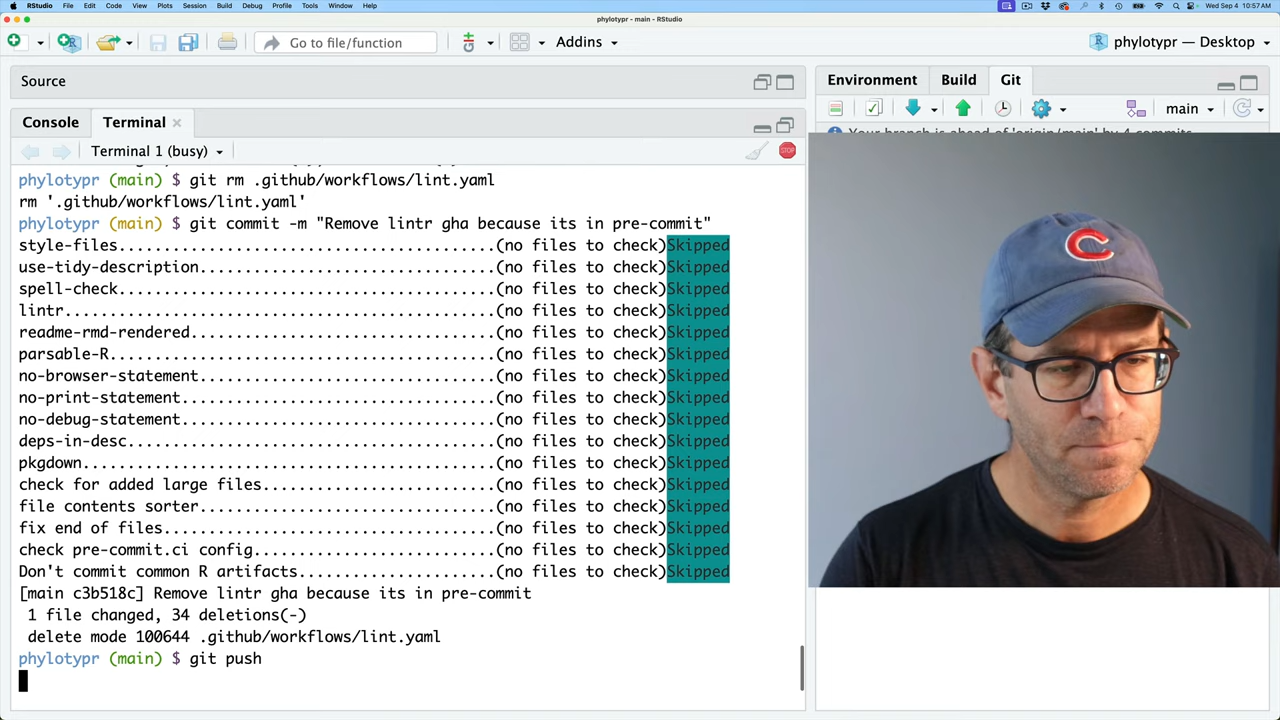 RStudio File Edit Code View Plots Session Build Debug Profile Tools Window Help Wed Sep 4 10:57 AM
phylotypr - main - RStudio
Go to file/function Addins phylotypr — Desktop
Source
Environment Build Git
main
Console Terminal
Your branch is ahead of 'origin/main' by 4 commits.
Terminal 1 (busy) STOP
phylotypr (main) $ git rm .github/workflows/lint.yaml
rm '.github/workflows/lint.yaml'
phylotypr (main) $ git commit -m "Remove lintr gha because its in pre-commit"
style-files..........................................(no files to check)Skipped
use-tidy-description.................................(no files to check)Skipped
spell-check..........................................(no files to check)Skipped
lintr................................................(no files to check)Skipped
readme-rmd-rendered..................................(no files to check)Skipped
parsable-R...........................................(no files to check)Skipped
no-browser-statement.................................(no files to check)Skipped
no-print-statement...................................(no files to check)Skipped
no-debug-statement...................................(no files to check)Skipped
deps-in-desc.........................................(no files to check)Skipped
pkgdown..............................................(no files to check)Skipped
check for added large files..........................(no files to check)Skipped
file contents sorter.................................(no files to check)Skipped
fix end of files.....................................(no files to check)Skipped
check pre-commit.ci config...........................(no files to check)Skipped
Don't commit common R artifacts......................(no files to check)Skipped
[main c3b518c] Remove lintr gha because its in pre-commit
1 file changed, 34 deletions(-)
delete mode 100644 .github/workflows/lint.yaml
phylotypr (main) $ git push